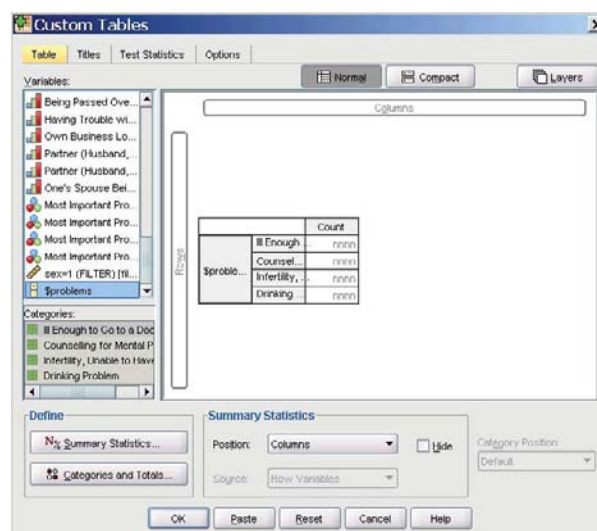 Custom Tables
Table Titles Test Statistics Options
Variables:
Normal Compact Layers
Being Passed Ove...
Having Trouble wi...
Own Business Lo...
Partner (Husband,...
Partner (Husband,...
One's Spouse Bei...
Most Important Pro...
Most Important Pro...
Most Important Pro...
Most Important Pro...
sex=1 (FILTER) [fil...
$problems
Categories:
Ill Enough to Go to a Doc
Counselling for Mental P
Infertility, Unable to Have
Drinking Problem
Columns
Rows
Count
$proble...
Ill Enough ... nnnn
Counsel... nnnn
Infertility, ... nnnn
Drinking ... nnnn
Define
N% Summary Statistics...
Categories and Totals...
Summary Statistics
Position: Columns
Hide
Source: Row Variables
Category Position:
Default
OK Paste Reset Cancel Help